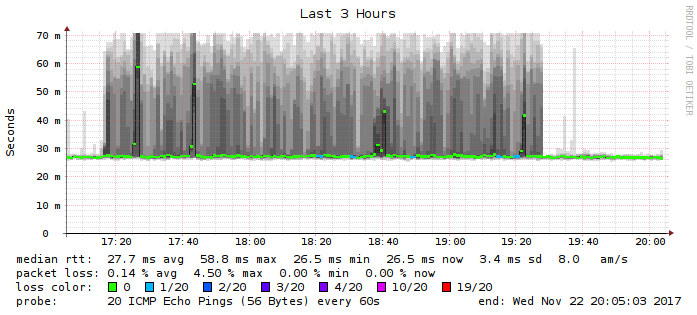 Last 3 Hours
RRDTOOL / TOBI OETIKER
Seconds
70 m
60 m
50 m
40 m
30 m
20 m
10 m
0
17:20 17:40 18:00 18:20 18:40 19:00 19:20 19:40 20:00
median rtt: 27.7 ms avg 58.8 ms max 26.5 ms min 26.5 ms now 3.4 ms sd 8.0 am/s
packet loss: 0.14 % avg 4.50 % max 0.00 % min 0.00 % now
loss color: 0 1/20 2/20 3/20 4/20 10/20 19/20
probe: 20 ICMP Echo Pings (56 Bytes) every 60s end: Wed Nov 22 20:05:03 2017